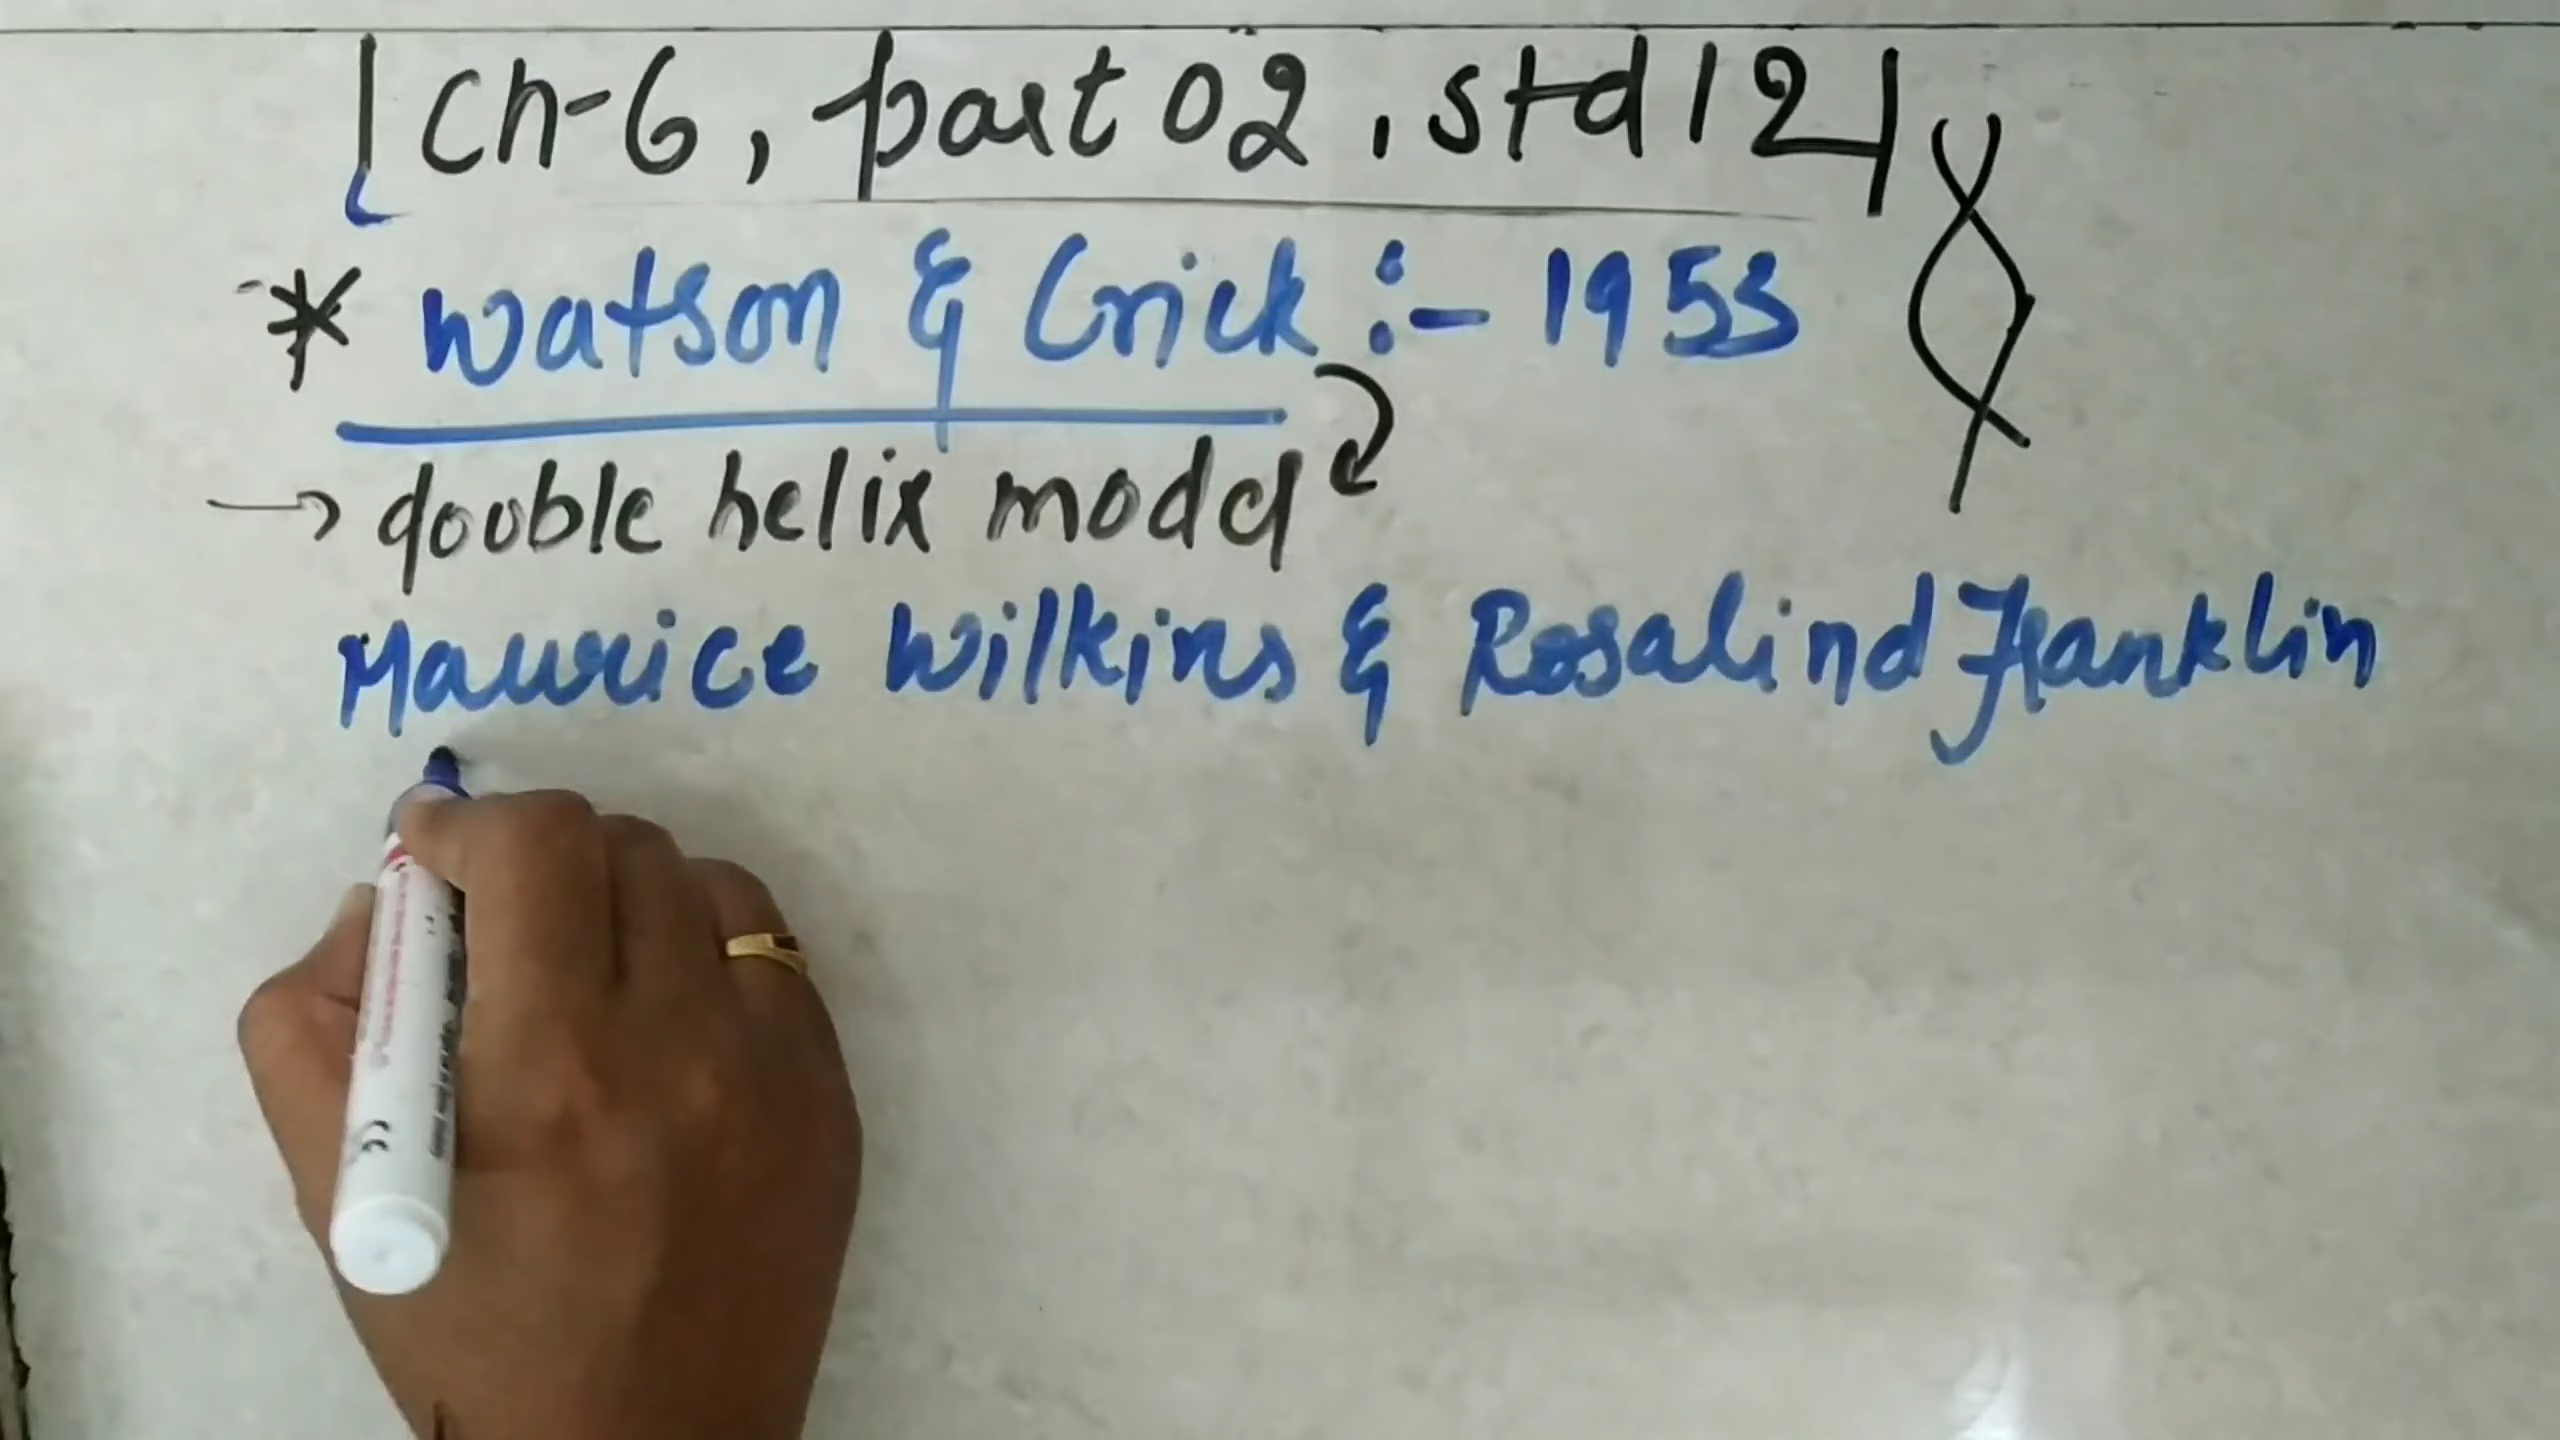 [Ch-6, part 02, std 12]
* Watson & Crick :- 1953
→ double helix model
Maurice Wilkins & Rosalind Franklin